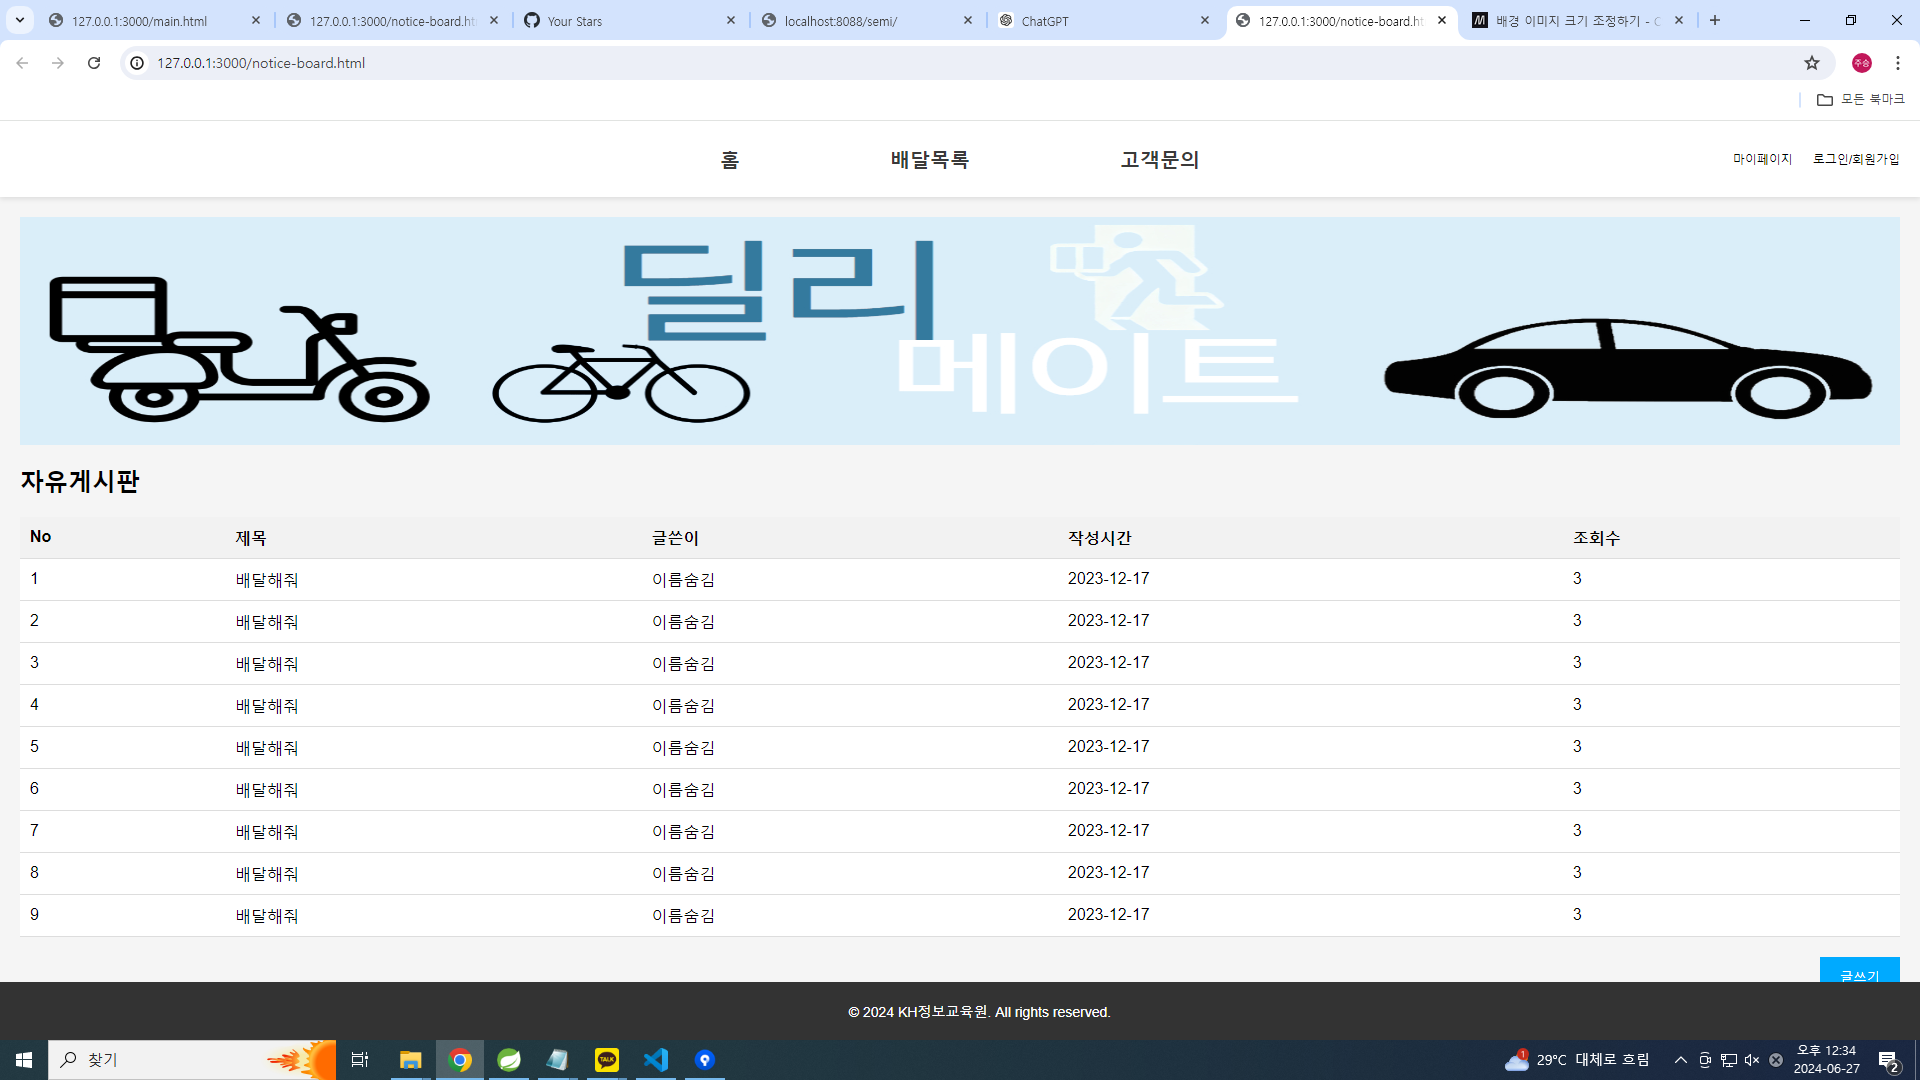 127.0.0.1:3000/main.html
127.0.0.1:3000/notice-board.ht
Your Stars
localhost:8088/semi/
ChatGPT
127.0.0.1:3000/notice-board.ht
배경 이미지 크기 조정하기 - C
127.0.0.1:3000/notice-board.html
주승
모든 북마크
홈 배달목록 고객문의 마이페이지 로그인/회원가입
딜리
메이트
자유게시판
No 제목 글쓴이 작성시간 조회수
1 배달해줘 이름숨김 2023-12-17 3
2 배달해줘 이름숨김 2023-12-17 3
3 배달해줘 이름숨김 2023-12-17 3
4 배달해줘 이름숨김 2023-12-17 3
5 배달해줘 이름숨김 2023-12-17 3
6 배달해줘 이름숨김 2023-12-17 3
7 배달해줘 이름숨김 2023-12-17 3
8 배달해줘 이름숨김 2023-12-17 3
9 배달해줘 이름숨김 2023-12-17 3
글쓰기
© 2024 KH정보교육원. All rights reserved.
찾기
TALK
1
29°C 대체로 흐림
오후 12:34
2024-06-27
2